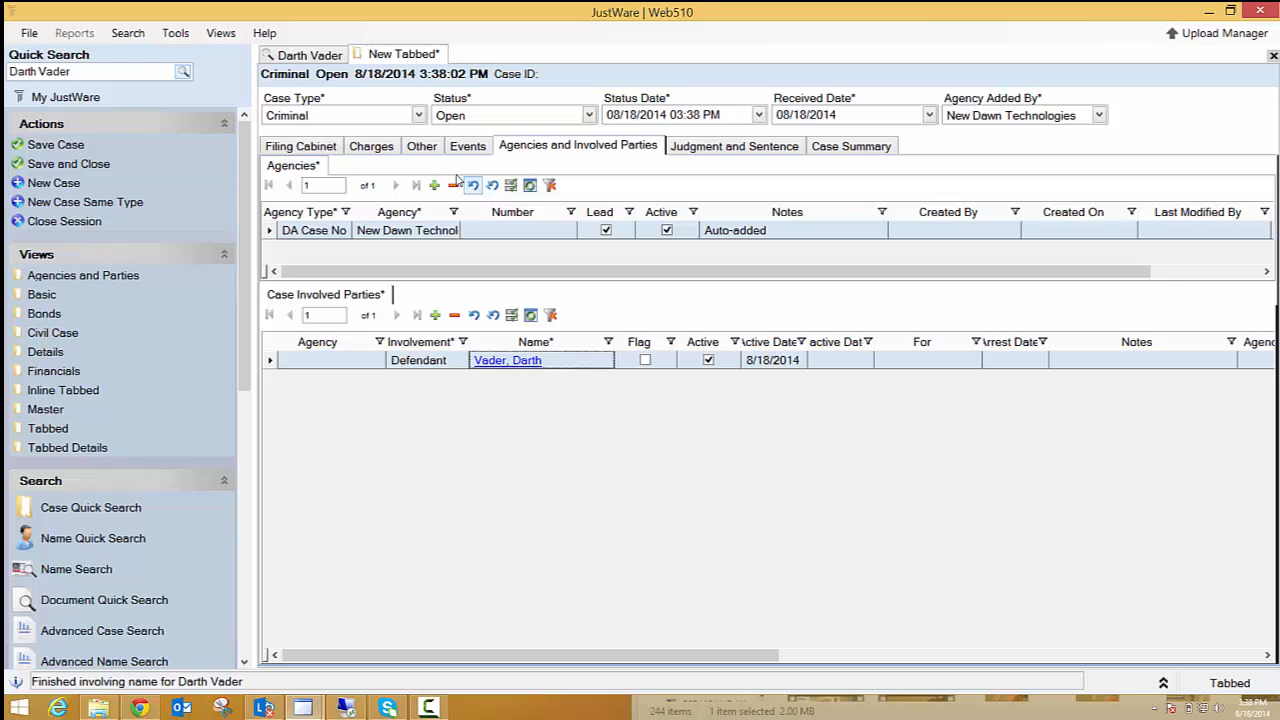 JustWare | Web510
File Reports Search Tools Views Help
Upload Manager
Quick Search
Darth Vader
My JustWare
Actions
Save Case
Save and Close
New Case
New Case Same Type
Close Session
Views
Agencies and Parties
Basic
Bonds
Civil Case
Details
Financials
Inline Tabbed
Master
Tabbed
Tabbed Details
Search
Case Quick Search
Name Quick Search
Name Search
Document Quick Search
Advanced Case Search
Advanced Name Search
Darth Vader New Tabbed*
Criminal Open 8/18/2014 3:38:02 PM Case ID:
Case Type* Status* Status Date* Received Date* Agency Added By*
Criminal Open 08/18/2014 03:38 PM 08/18/2014 New Dawn Technologies
Filing Cabinet Charges Other Events Agencies and Involved Parties Judgment and Sentence Case Summary
Agencies*
1 of 1
Agency Type* Agency* Number Lead Active Notes Created By Created On Last Modified By
DA Case No New Dawn Technol Auto-added
Case Involved Parties*
1 of 1
Agency Involvement* Name* Flag Active Active Date active Dat For Arrest Date Notes Agenc
Defendant Vader, Darth 8/18/2014
Finished involving name for Darth Vader
Tabbed
244 items 1 item selected 2.00 MB
3:38 PM
8/18/2014